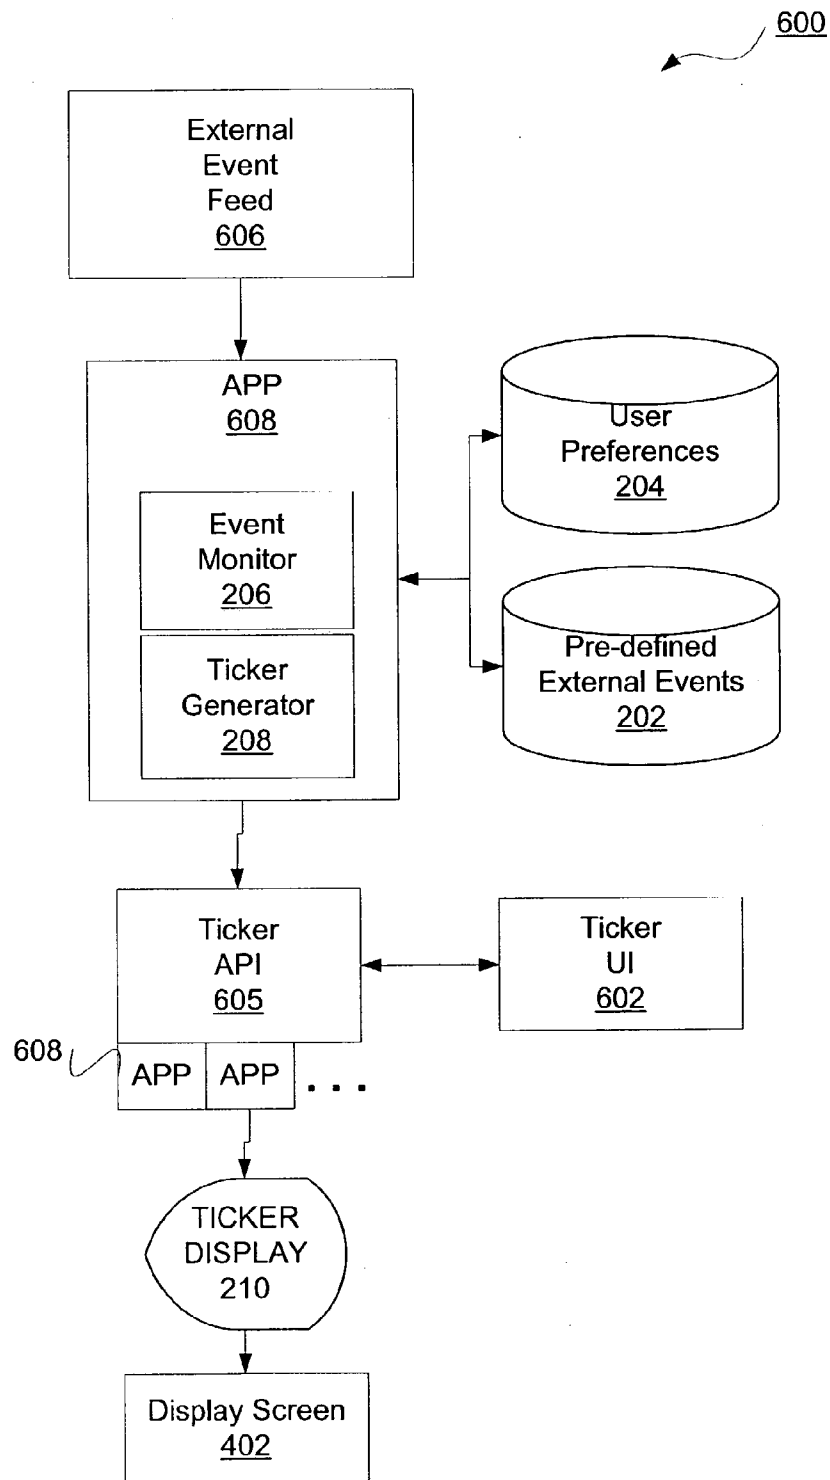 600
External
Event
Feed
606
APP
608
Event
Monitor
206
Ticker
Generator
208
User
Preferences
204
Pre-defined
External Events
202
Ticker
API
605
Ticker
UI
602
608
APP
APP
. . .
TICKER
DISPLAY
210
Display Screen
402